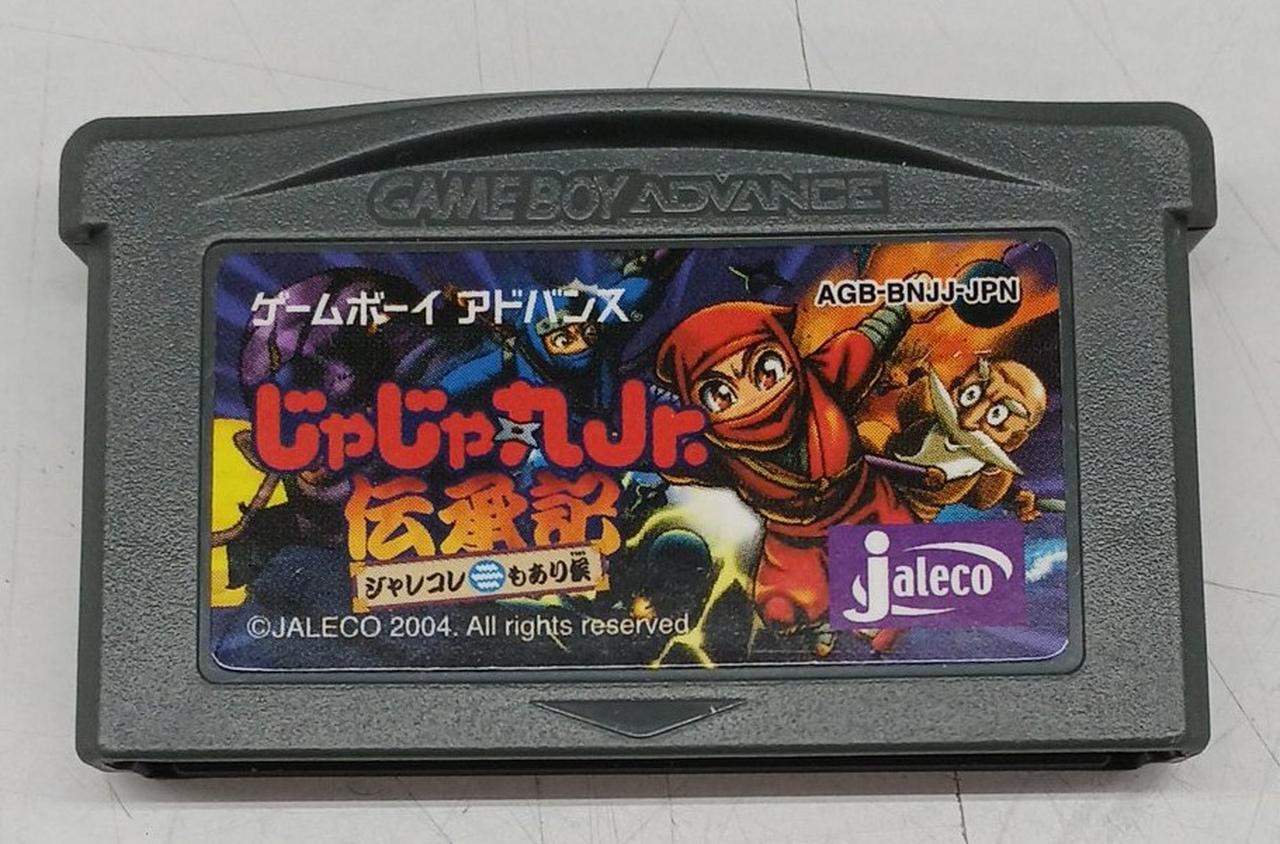 GAME BOY ADVANCE
ゲームボーイ アドバンス®
AGB-BNJJ-JPN
じゃじゃ丸Jr.
伝承記
ジャレコレもあり候
jaleco
©JALECO 2004. All rights reserved